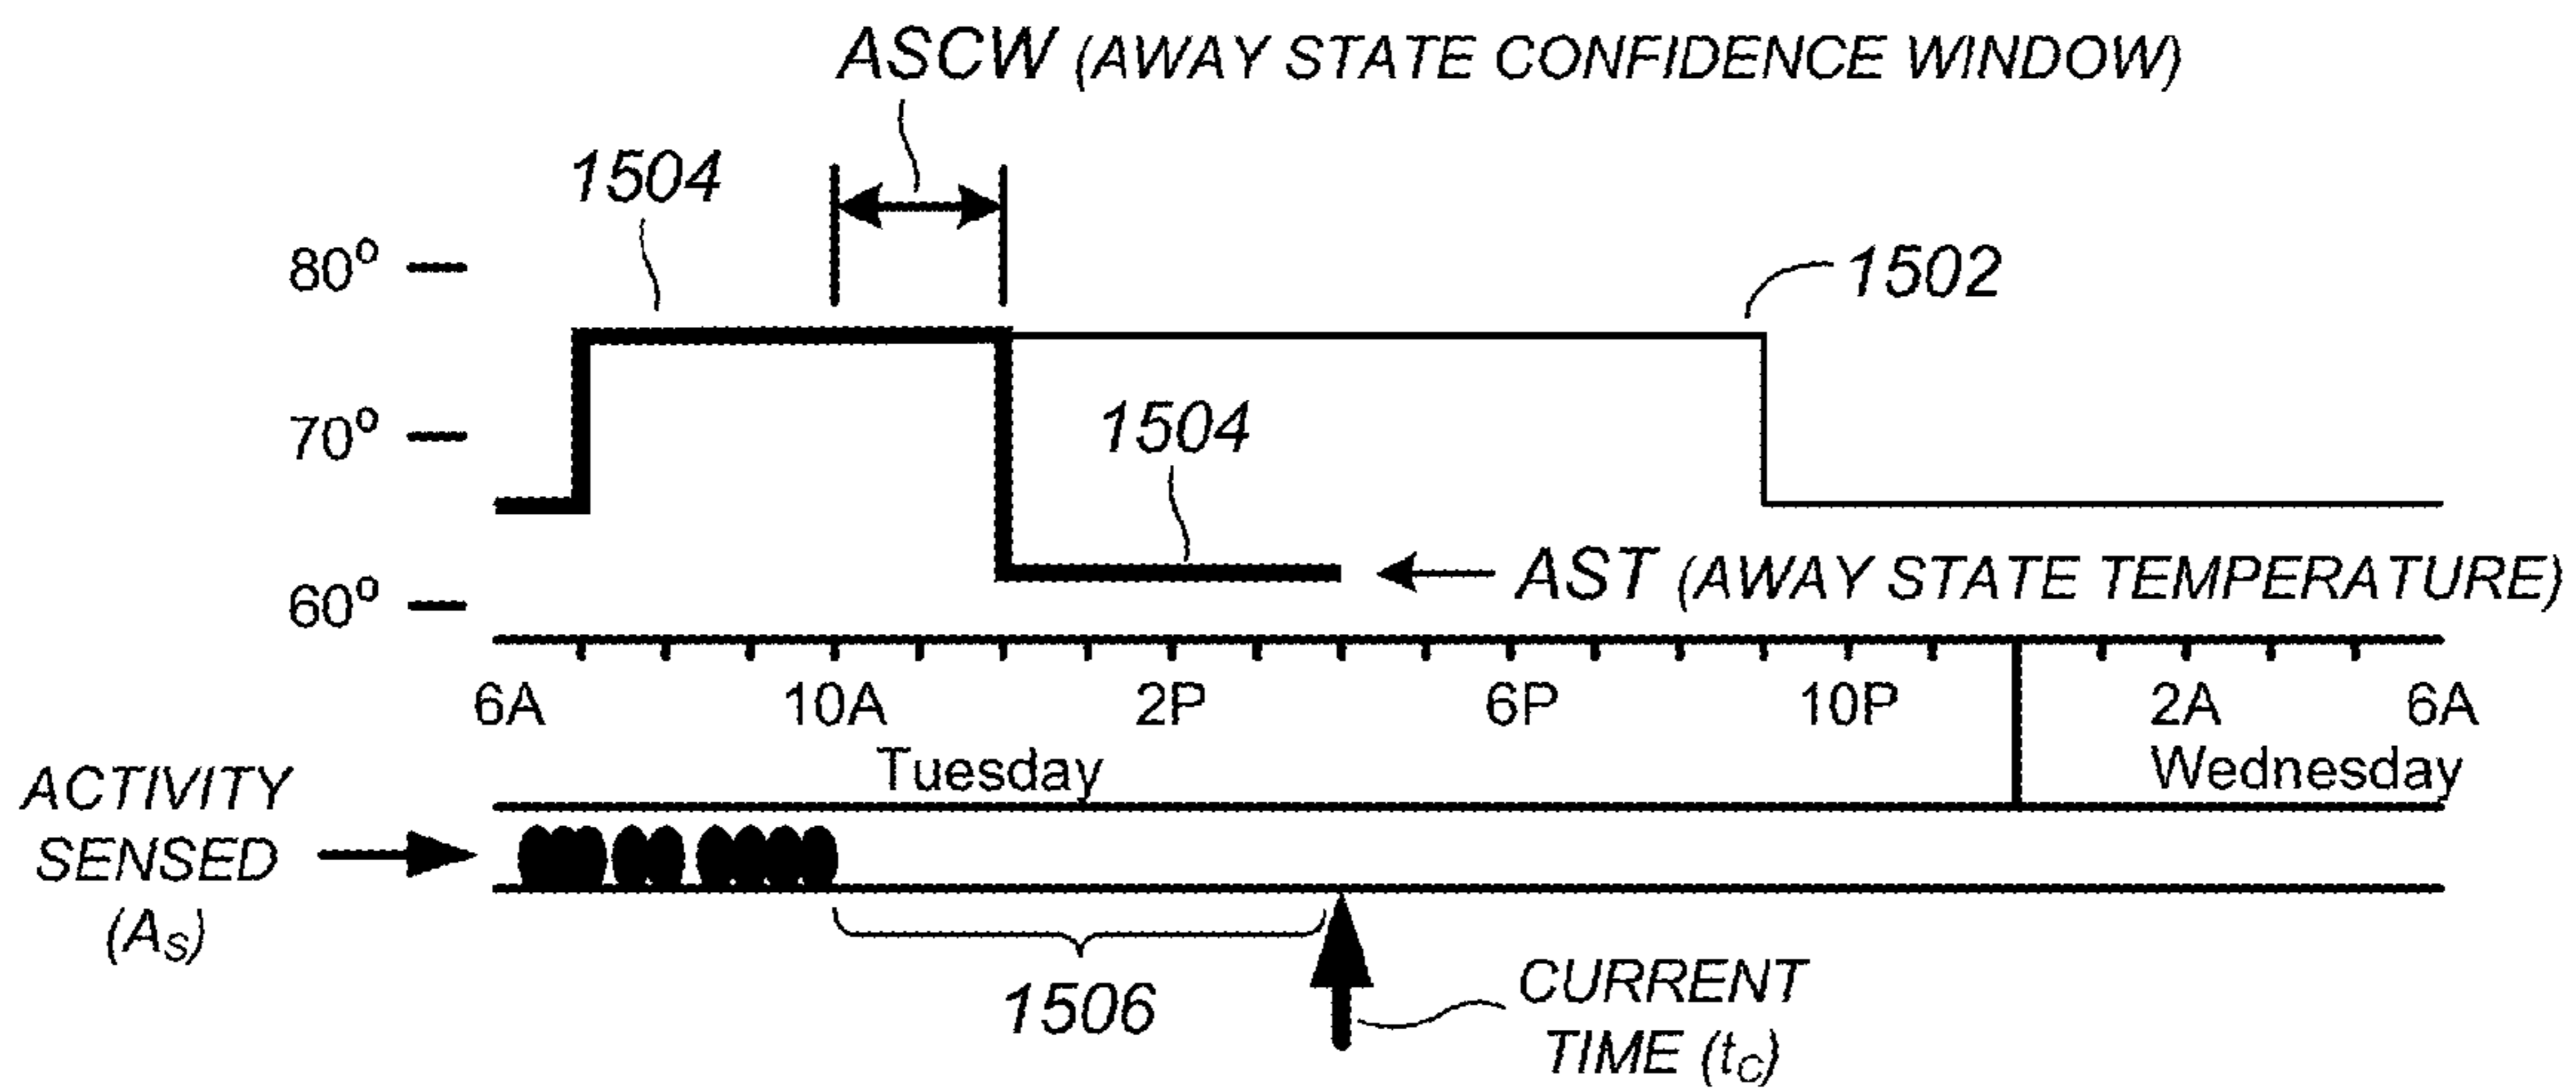 ASCW (AWAY STATE CONFIDENCE WINDOW)
1504
80°
1502
70°
1504
AST (AWAY STATE TEMPERATURE)
60°
6A 10A 2P 6P 10P 2A 6A
Tuesday Wednesday
ACTIVITY
SENSED
(As)
1506
CURRENT
TIME (tC)